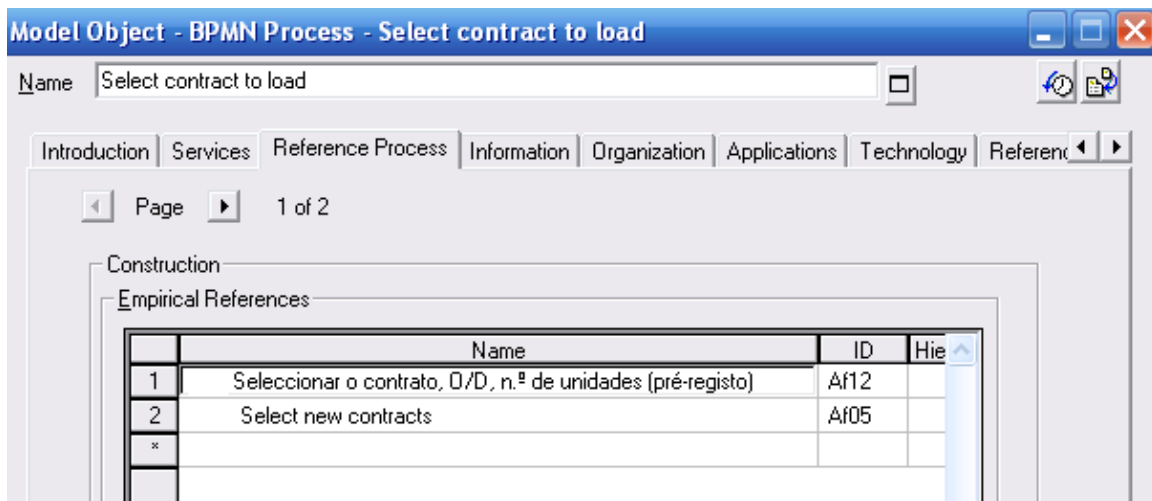 Model Object - BPMN Process - Select contract to load
Name Select contract to load
Introduction Services Reference Process Information Organization Applications Technology Referenc
Page 1 of 2
Construction
Empirical References
Name ID Hie
1 Seleccionar o contrato, O/D, n.º de unidades (pré-registo) Af12
2 Select new contracts Af05
*